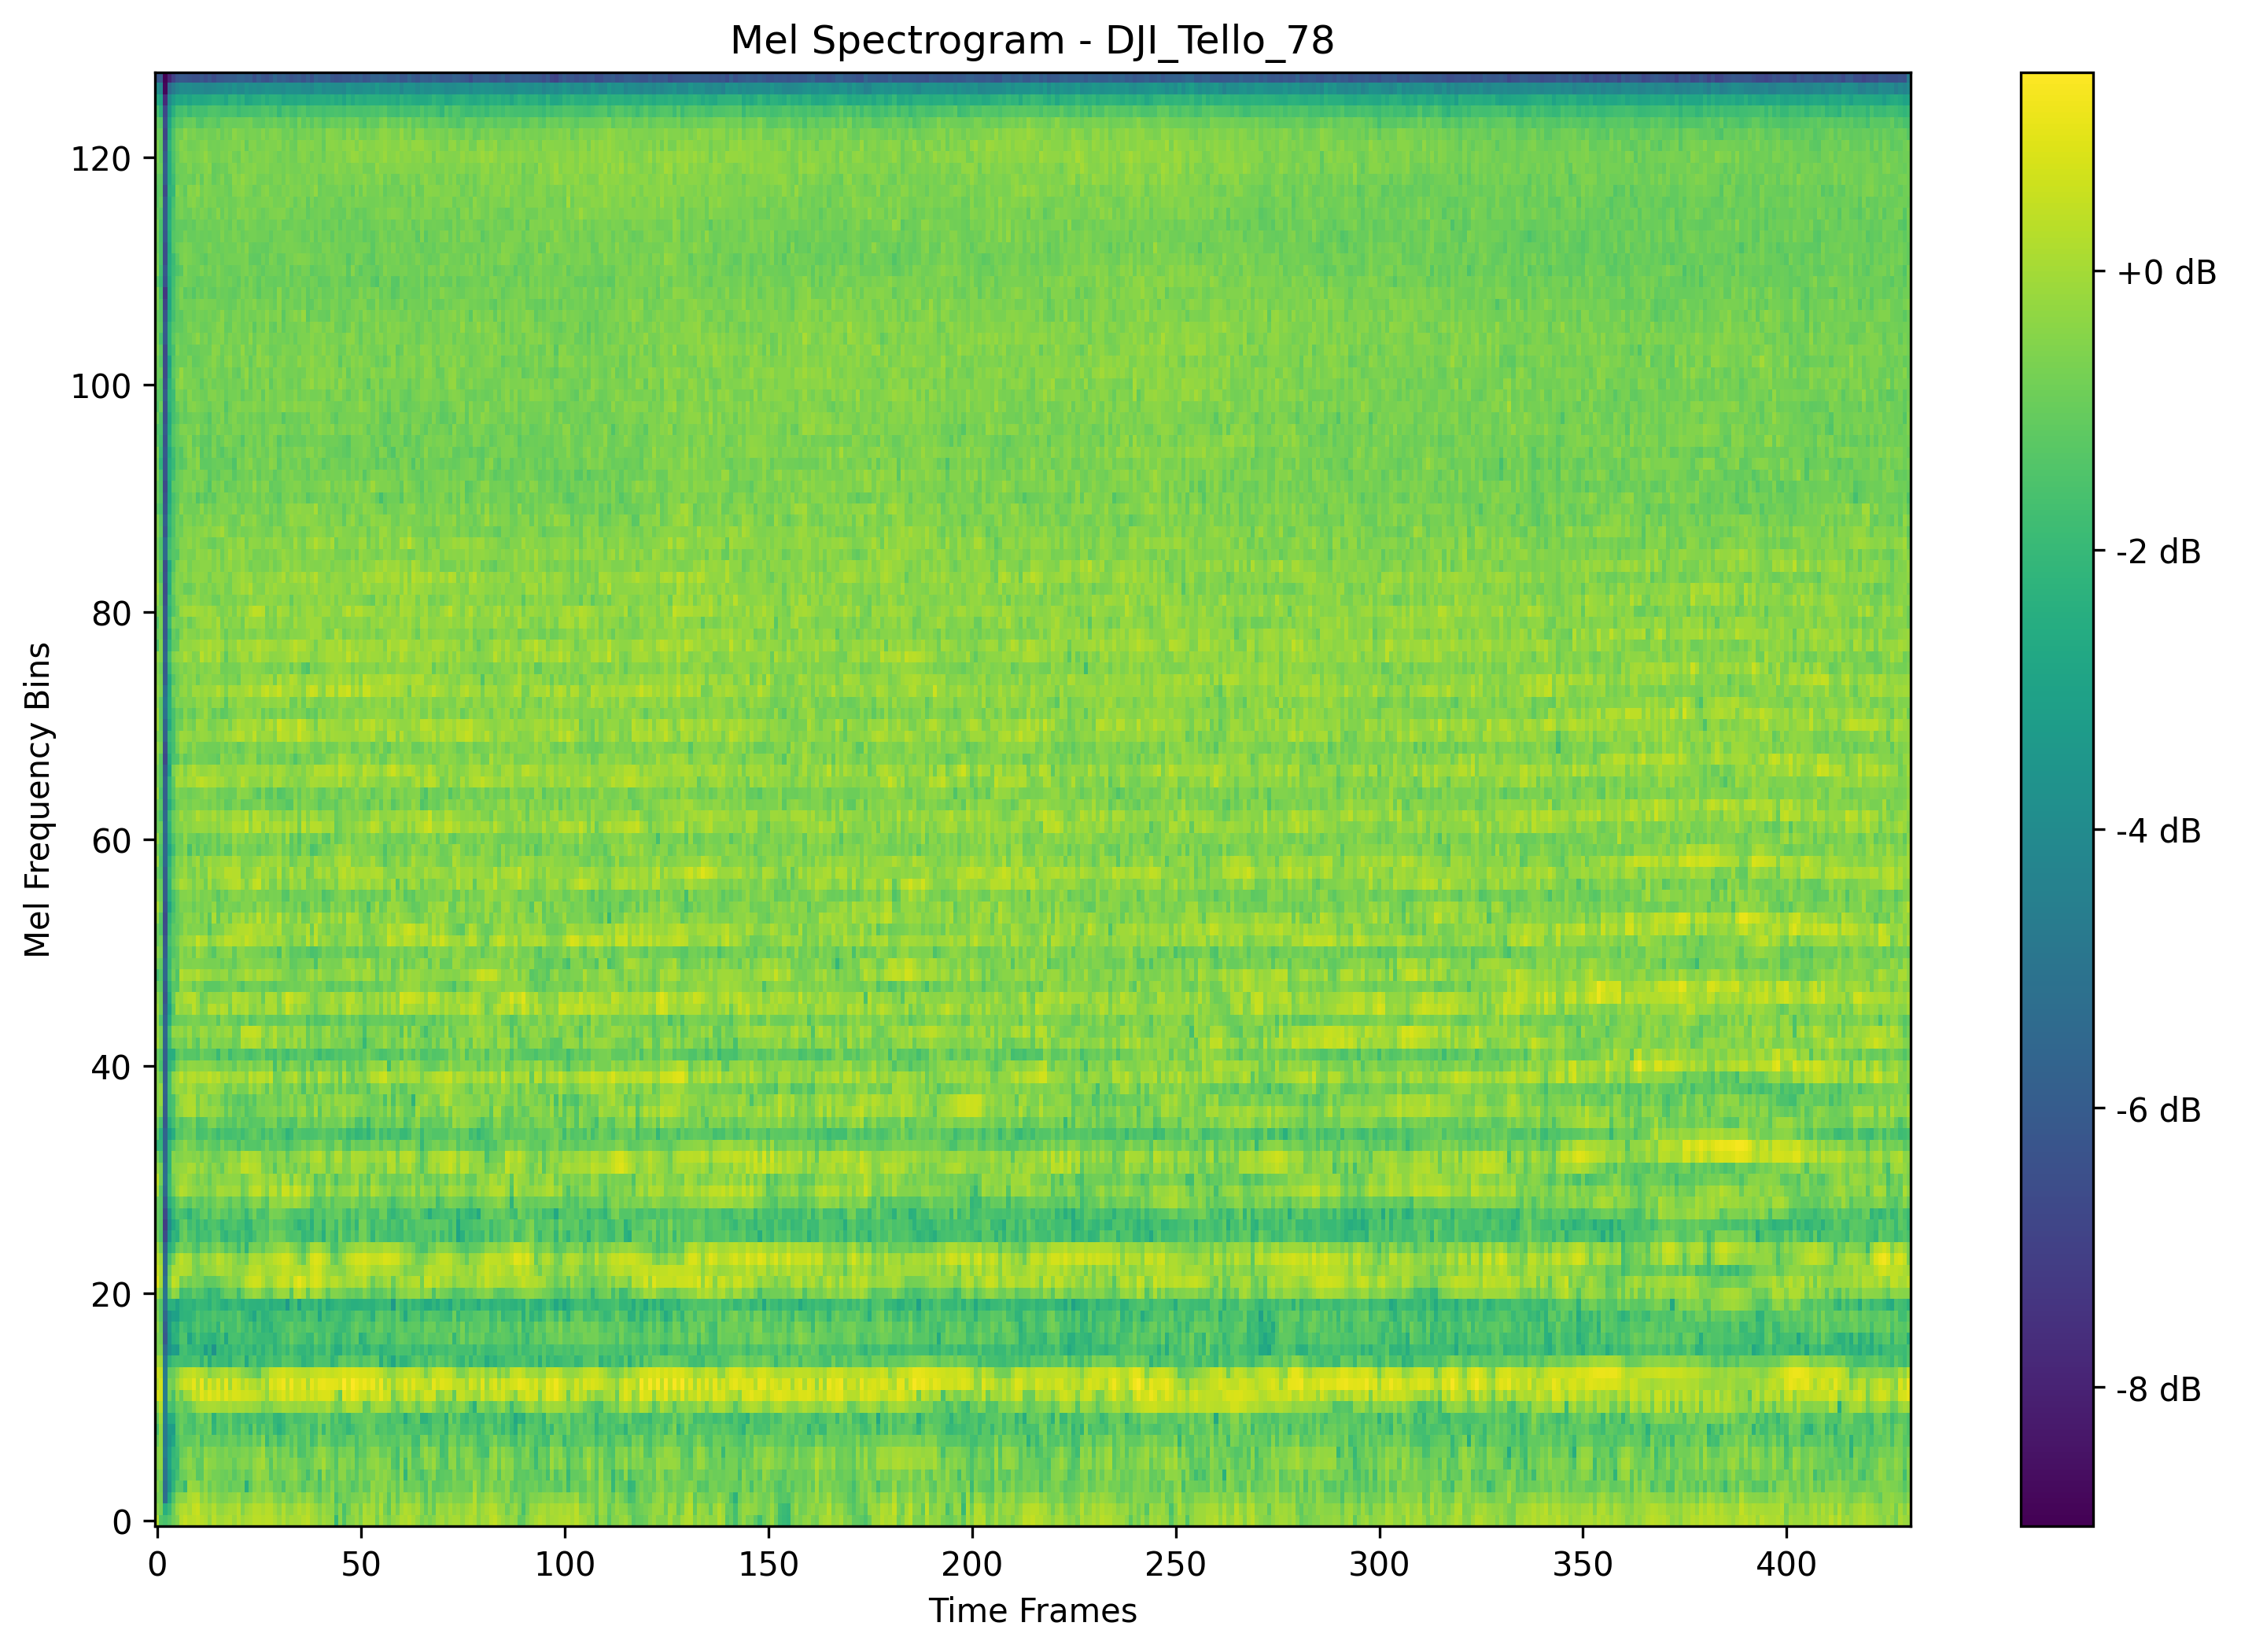 Mel Spectrogram - DJI_Tello_78
120
100
80
60
40
20
0
Mel Frequency Bins
0 50 100 150 200 250 300 350 400
Time Frames
+0 dB
-2 dB
-4 dB
-6 dB
-8 dB